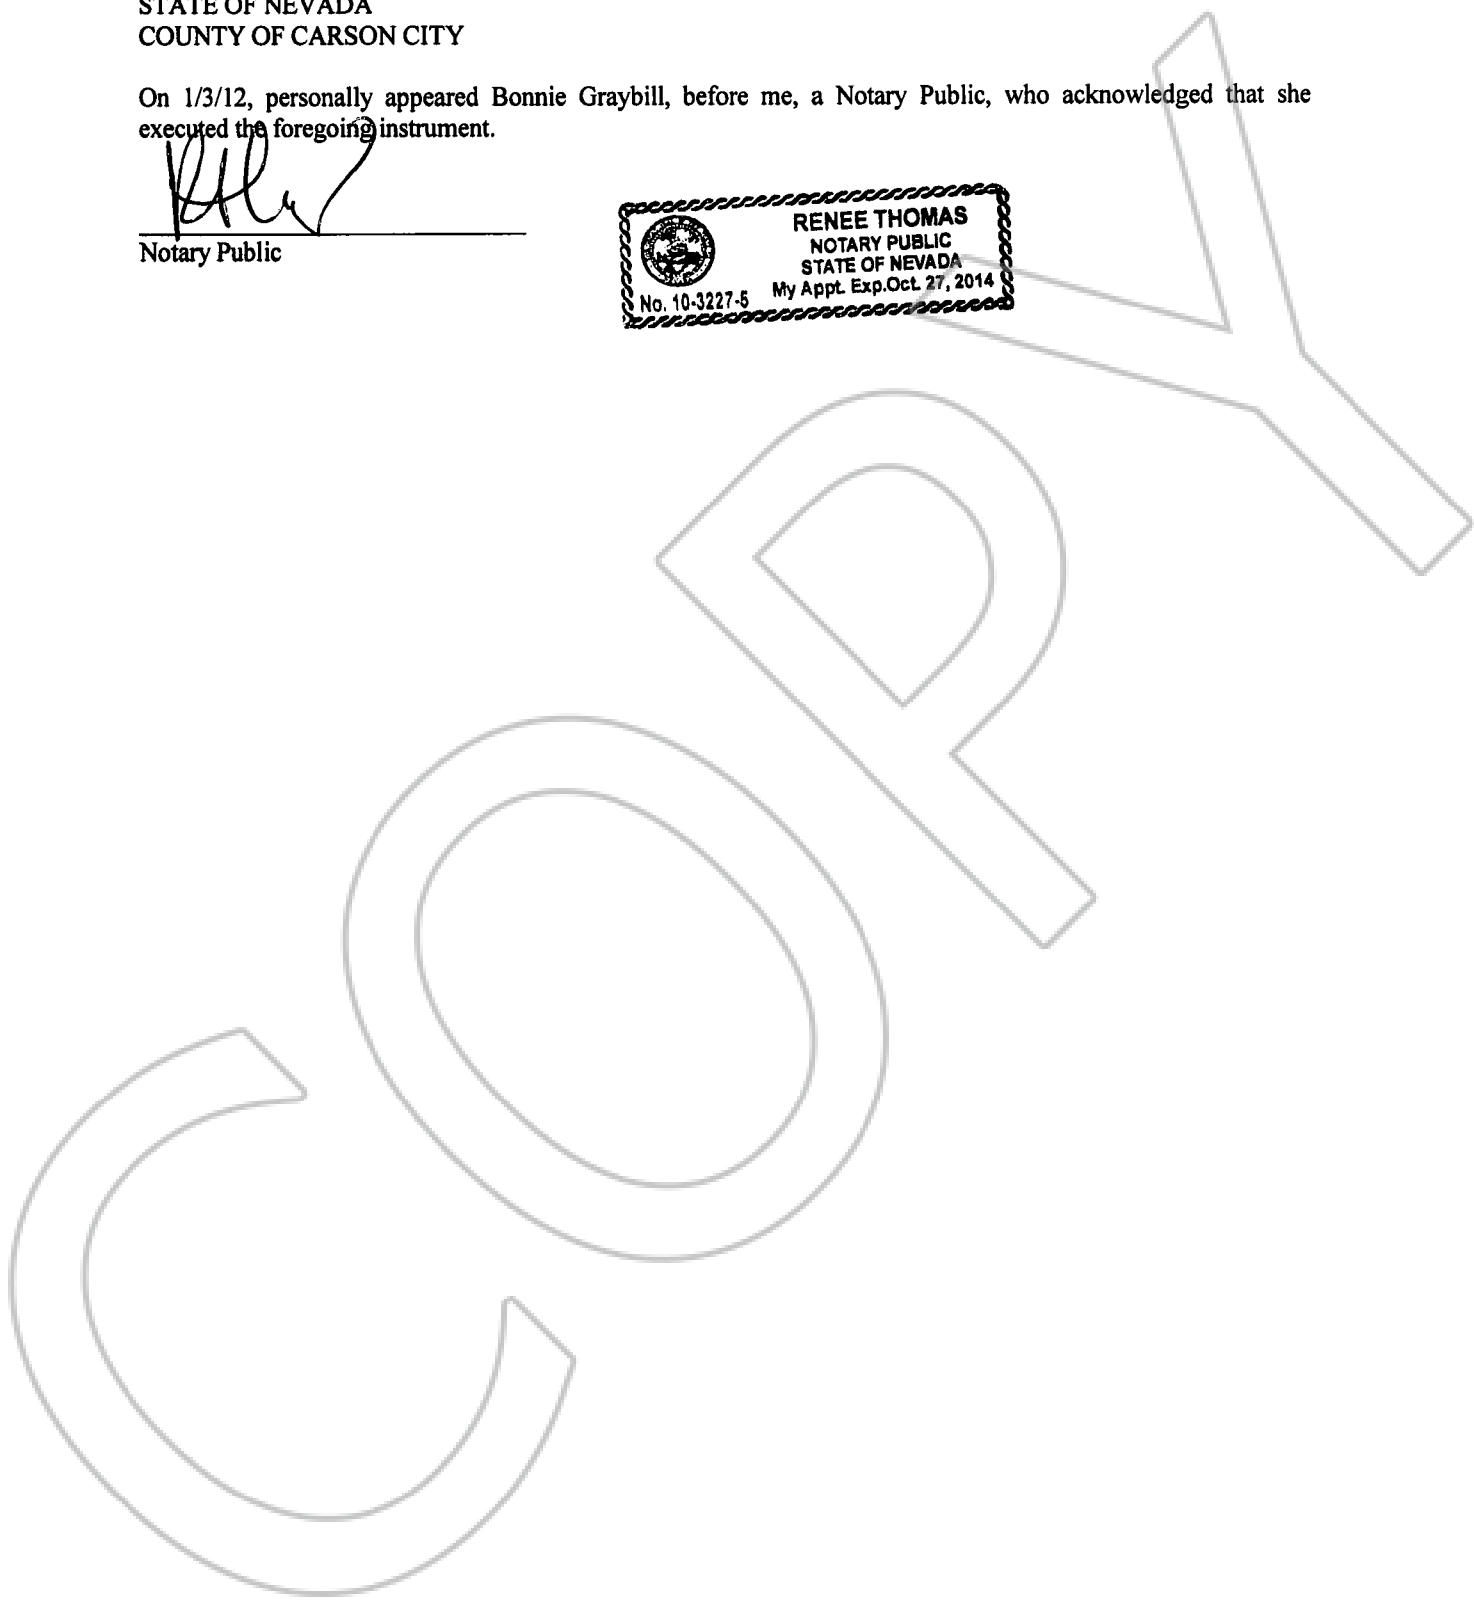 STATE OF NEVADA
COUNTY OF CARSON CITY
On 1/3/12, personally appeared Bonnie Graybill, before me, a Notary Public, who acknowledged that she
executed the foregoing instrument.
Notary Public
RENEE THOMAS
NOTARY PUBLIC
STATE OF NEVADA
No. 10-3227-5 My Appt. Exp.Oct. 27, 2014
COPY